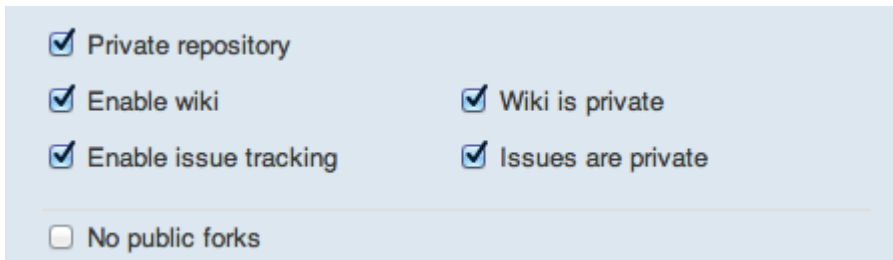 Private repository
Enable wiki
Wiki is private
Enable issue tracking
Issues are private
No public forks